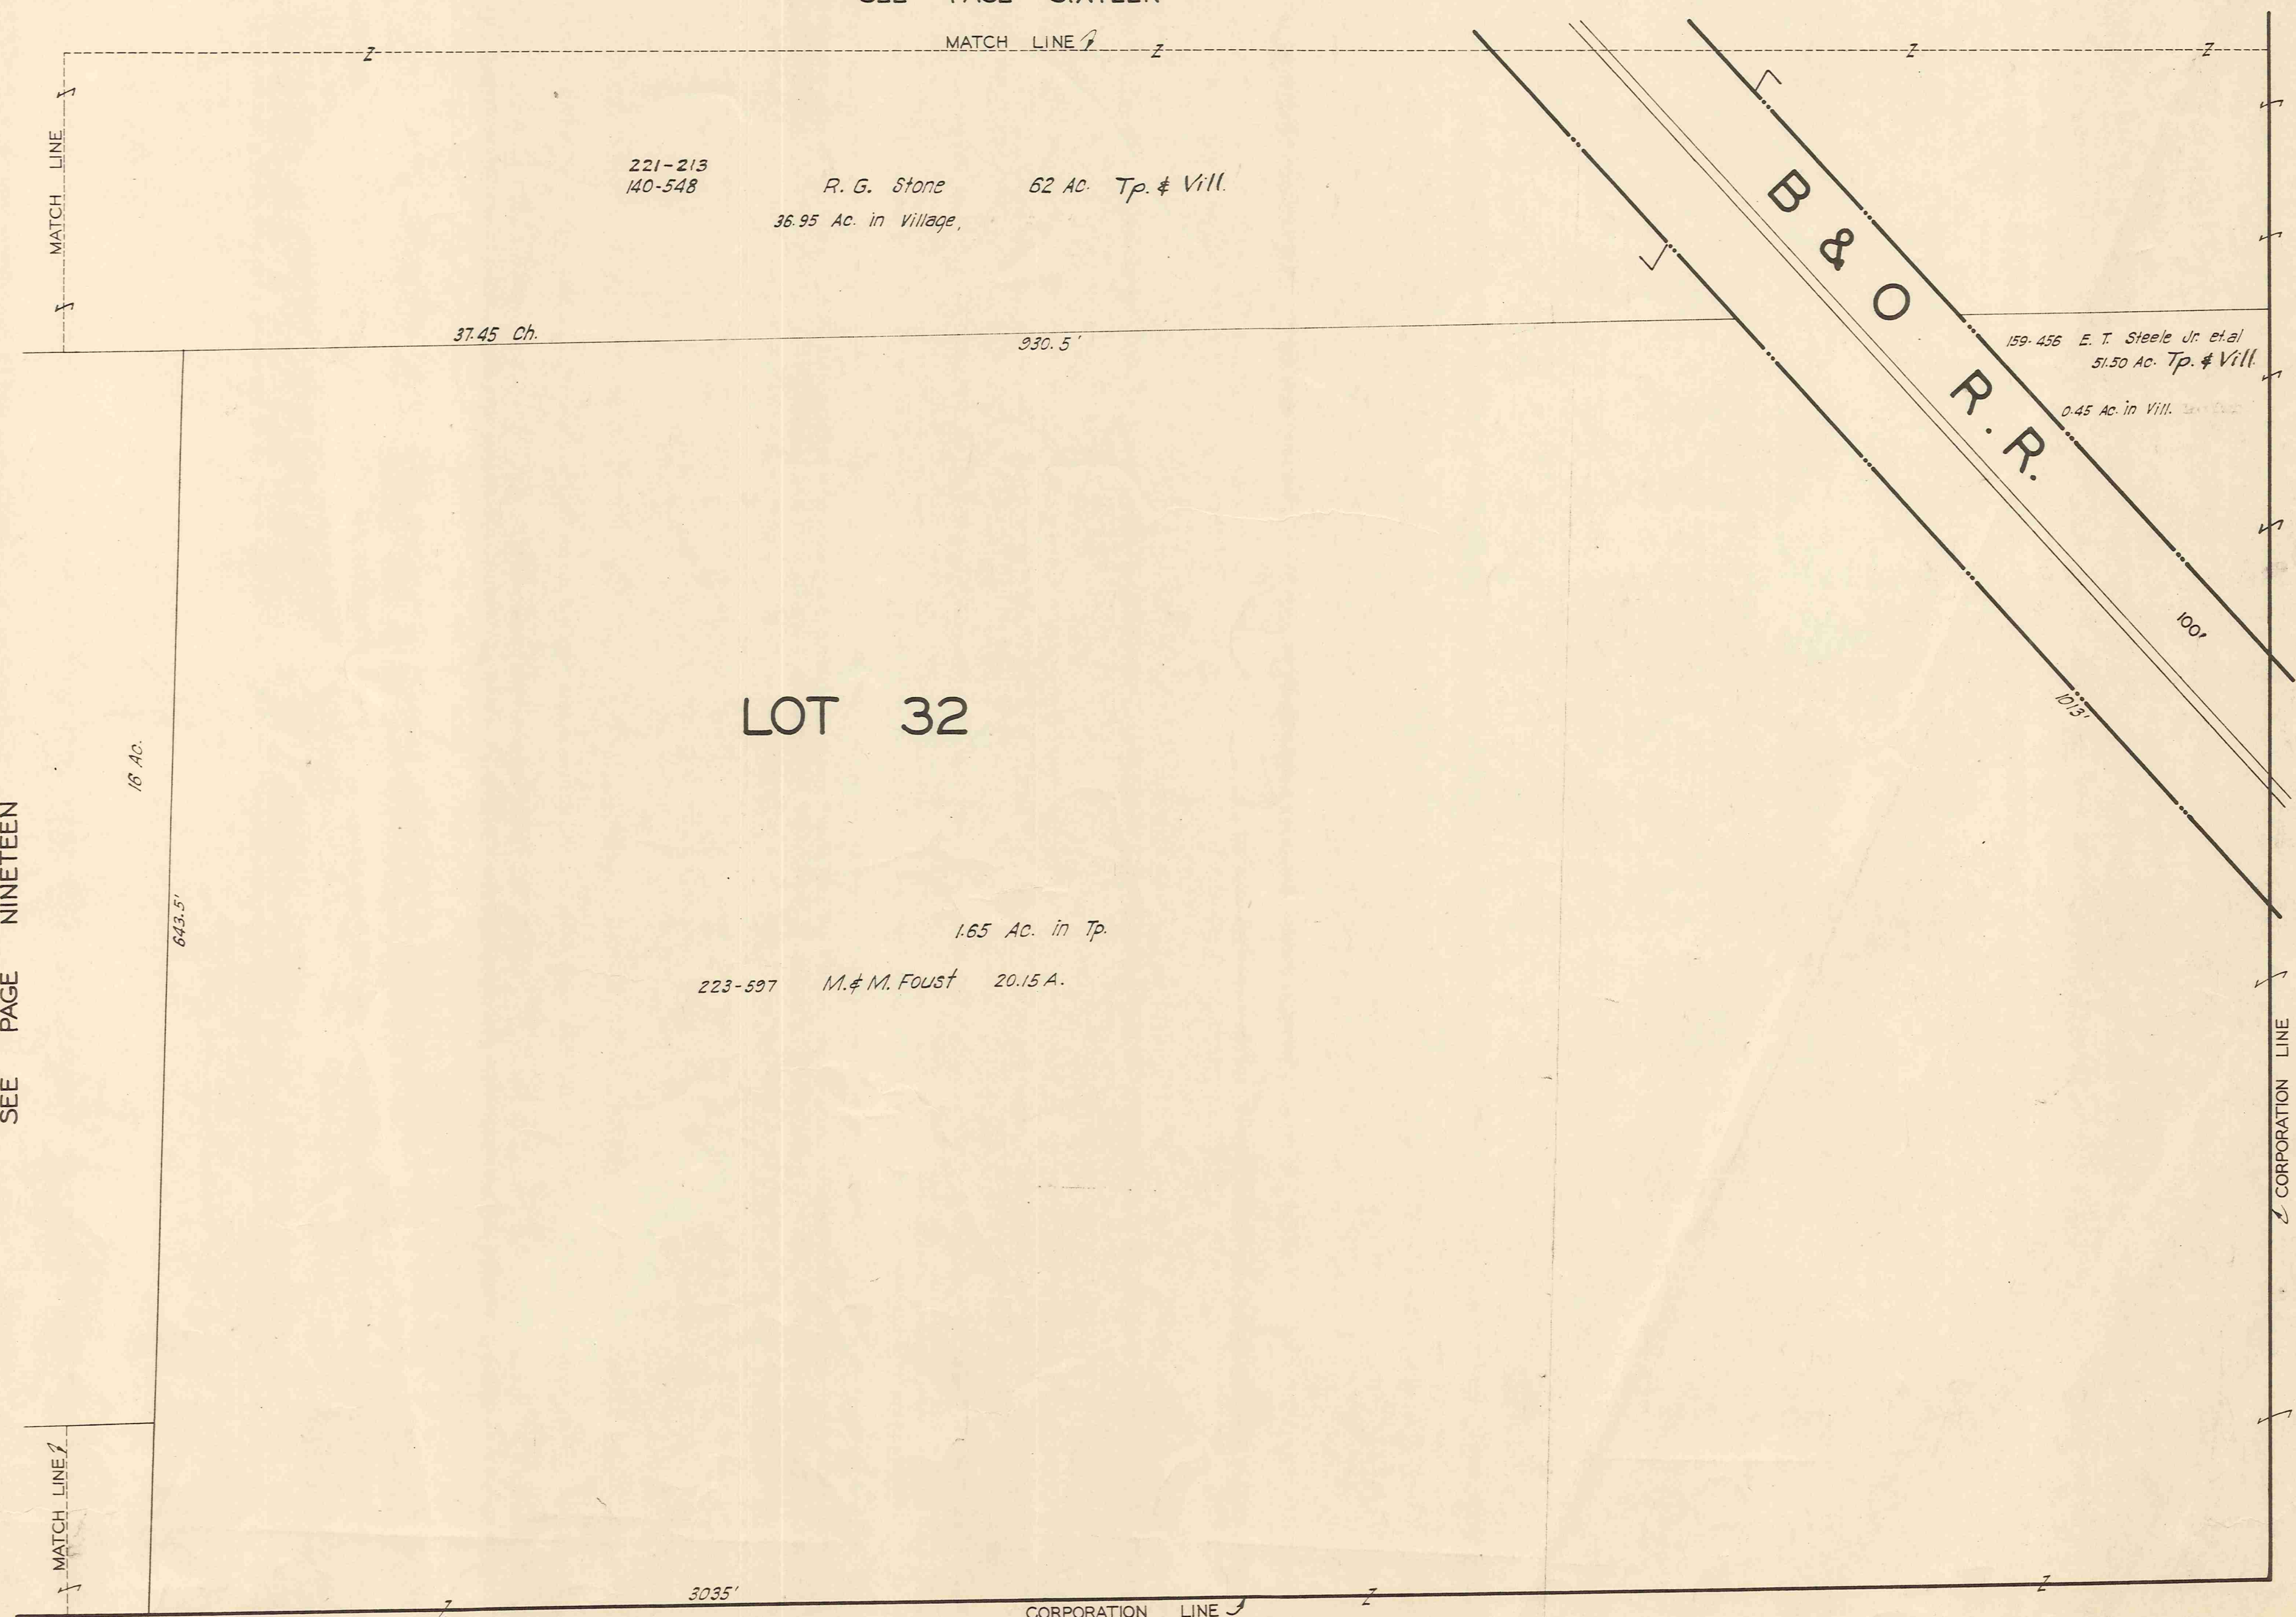 SEE PAGE SIXTEEN
MATCH LINE
MATCH LINE
221-213
140-548
R. G. Stone 62 Ac. Tp. & Vill.
36.95 Ac. in Village,
B & O R.R.
37.45 Ch.
930.5'
159-456 E. T. Steele Jr. et.al
51.50 Ac. Tp. & Vill.
0.45 Ac. in Vill.
100'
1013'
LOT 32
16 Ac.
643.5'
SEE PAGE NINETEEN
1.65 Ac. in Tp.
223-597 M. & M. Foust 20.15 A.
CORPORATION LINE
MATCH LINE
3035'
CORPORATION LINE